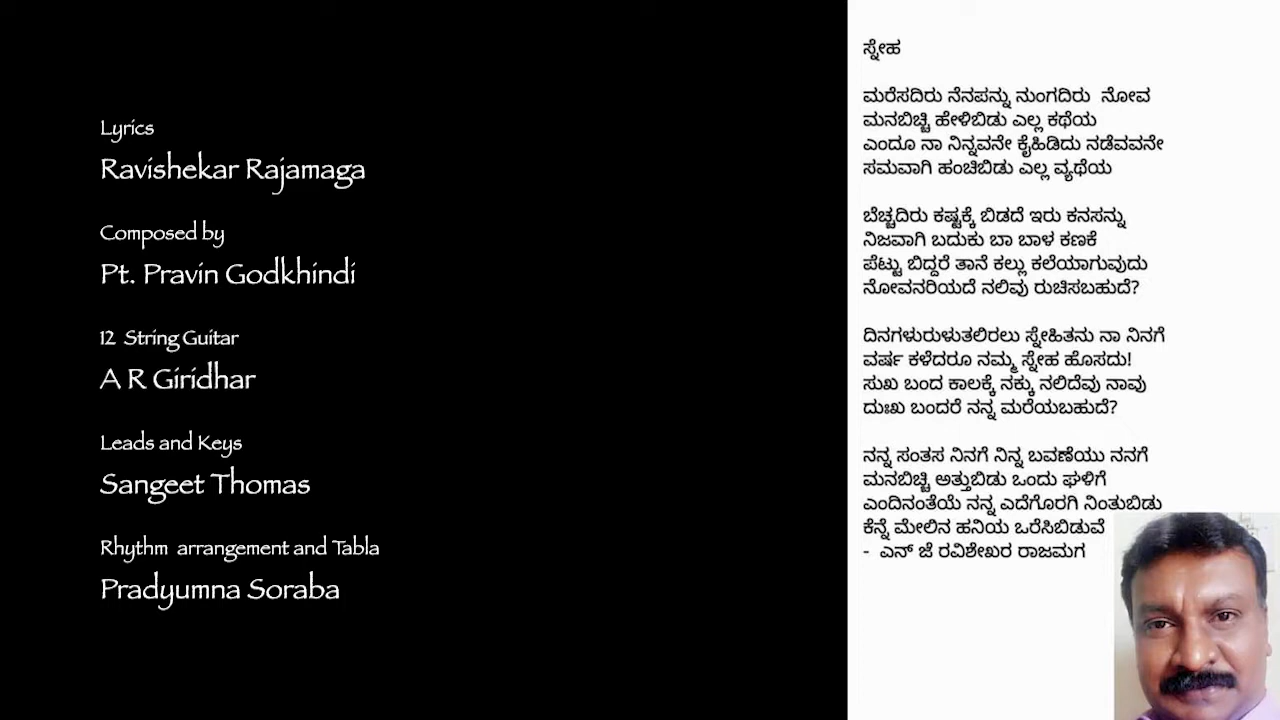 Lyrics
Ravishekar Rajamaga
Composed by
Pt. Pravin Godkhindi
12 String Guitar
A R Giridhar
Leads and Keys
Sangeet Thomas
Rhythm arrangement and Tabla
Pradyumna Soraba
ಸ್ನೇಹ
ಮರೆಸದಿರು ನೆನಪನ್ನು ನುಂಗದಿರು ನೋವ
ಮನಬಿಚ್ಚಿ ಹೇಳಿಬಿಡು ಎಲ್ಲ ಕಥೆಯ
ಎಂದೂ ನಾ ನಿನ್ನವನೇ ಕೈಹಿಡಿದು ನಡೆವವನೇ
ಸಮವಾಗಿ ಹಂಚಿಬಿಡು ಎಲ್ಲ ವ್ಯಥೆಯ
ಬೆಚ್ಚದಿರು ಕಷ್ಟಕ್ಕೆ ಬಿಡದೆ ಇರು ಕನಸನ್ನು
ನಿಜವಾಗಿ ಬದುಕು ಬಾ ಬಾಳ ಕಣಕೆ
ಪೆಟ್ಟು ಬಿದ್ದರೆ ತಾನೆ ಕಲ್ಲು ಕಲೆಯಾಗುವುದು
ನೋವನರಿಯದೆ ನಲಿವು ರುಚಿಸಬಹುದೆ?
ದಿನಗಳುರುಳುತಲಿರಲು ಸ್ನೇಹಿತನು ನಾ ನಿನಗೆ
ವರ್ಷ ಕಳೆದರೂ ನಮ್ಮ ಸ್ನೇಹ ಹೊಸದು!
ಸುಖ ಬಂದ ಕಾಲಕ್ಕೆ ನಕ್ಕು ನಲಿದೆವು ನಾವು
ದುಃಖ ಬಂದರೆ ನನ್ನ ಮರೆಯಬಹುದೆ?
ನನ್ನ ಸಂತಸ ನಿನಗೆ ನಿನ್ನ ಬವಣೆಯು ನನಗೆ
ಮನಬಿಚ್ಚಿ ಅತ್ತುಬಿಡು ಒಂದು ಘಳಿಗೆ
ಎಂದಿನಂತೆಯೆ ನನ್ನ ಎದೆಗೊರಗಿ ನಿಂತುಬಿಡು
ಕೆನ್ನೆ ಮೇಲಿನ ಹನಿಯ ಒರೆಸಿಬಿಡುವೆ
- ಎನ್ ಜೆ ರವಿಶೇಖರ ರಾಜಮಗ